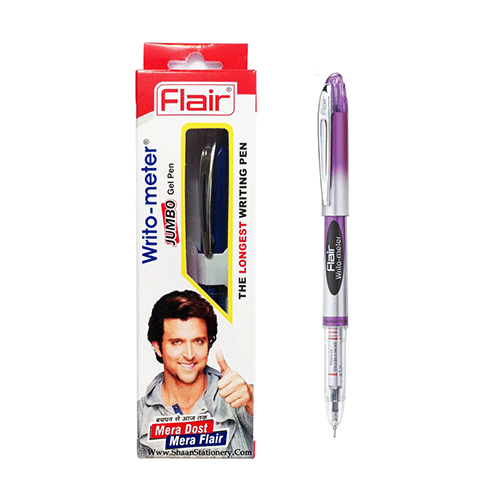 Flair®
Writo-meter®
JUMBO Gel Pen
THE LONGEST WRITING PEN
बचपन से आज तक
Mera Dost
Mera Flair
www.ShaanStationery.Com
Flair
Flair
Writo-meter